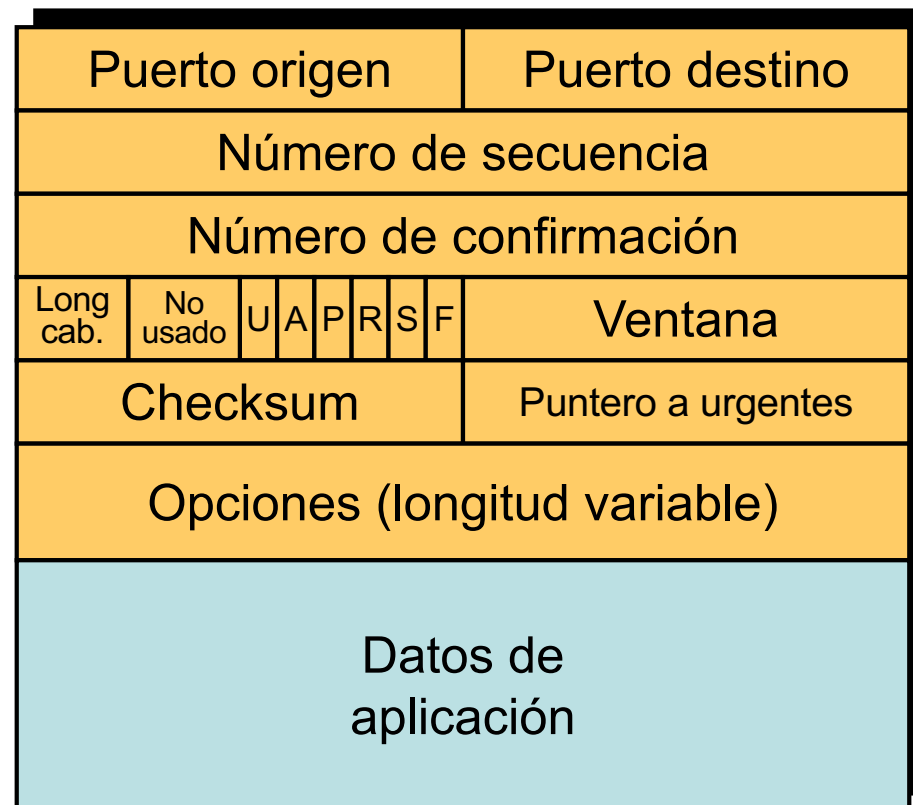 Puerto origen Puerto destino
Número de secuencia
Número de confirmación
Long
cab.
No
usado
U A P R S F
Ventana
Checksum Puntero a urgentes
Opciones (longitud variable)
Datos de
aplicación